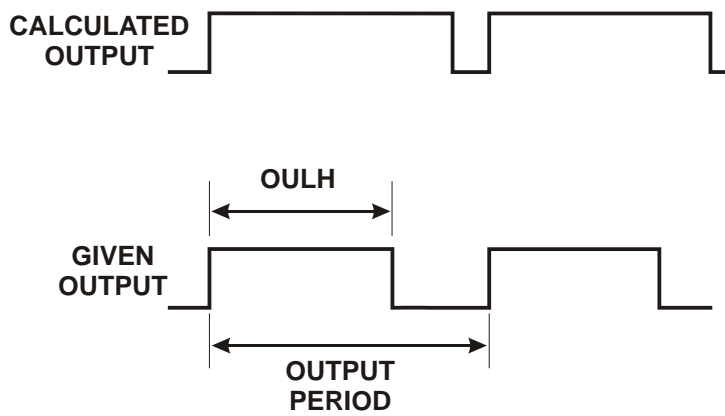 CALCULATED
OUTPUT
OULH
GIVEN
OUTPUT
OUTPUT
PERIOD